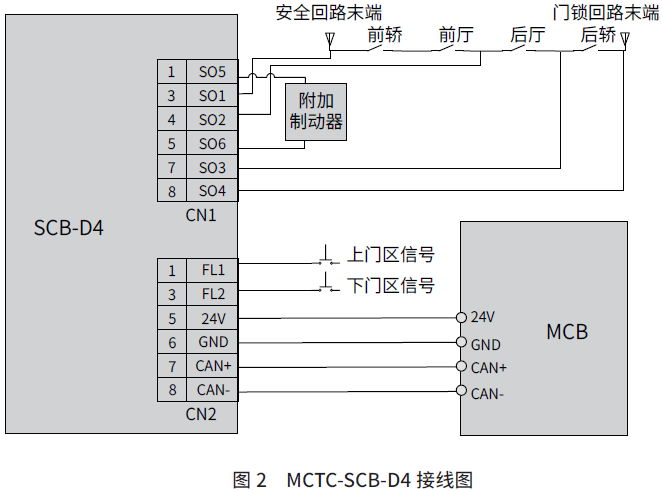 安全回路末端
门锁回路末端
前轿
前厅
后厅
后轿
1 SO5
3 SO1
4 SO2
5 SO6
7 SO3
8 SO4
CN1
附加
制动器
SCB-D4
1 FL1
3 FL2
5 24V
6 GND
7 CAN+
8 CAN-
CN2
上门区信号
下门区信号
24V
GND
CAN+
CAN-
MCB
图 2 MCTC-SCB-D4 接线图